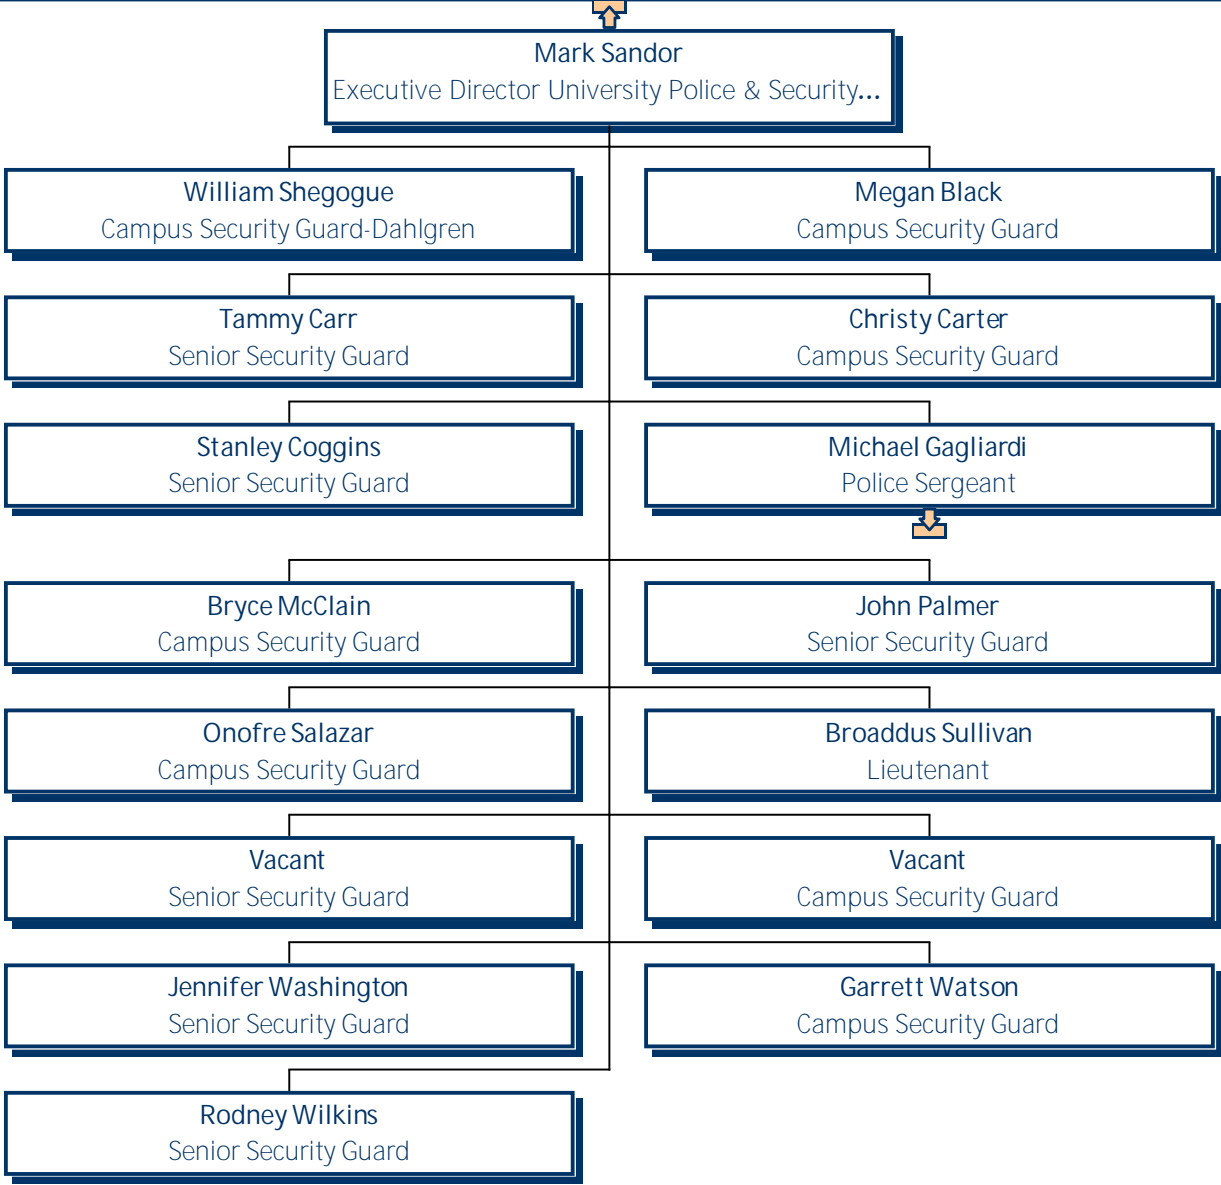 Mark Sandor
Executive Director University Police & Security...
William Shegogue
Campus Security Guard-Dahlgren
Megan Black
Campus Security Guard
Tammy Carr
Senior Security Guard
Christy Carter
Campus Security Guard
Stanley Coggins
Senior Security Guard
Michael Gagliardi
Police Sergeant
Bryce McClain
Campus Security Guard
John Palmer
Senior Security Guard
Onofre Salazar
Campus Security Guard
Broaddus Sullivan
Lieutenant
Vacant
Senior Security Guard
Vacant
Campus Security Guard
Jennifer Washington
Senior Security Guard
Garrett Watson
Campus Security Guard
Rodney Wilkins
Senior Security Guard